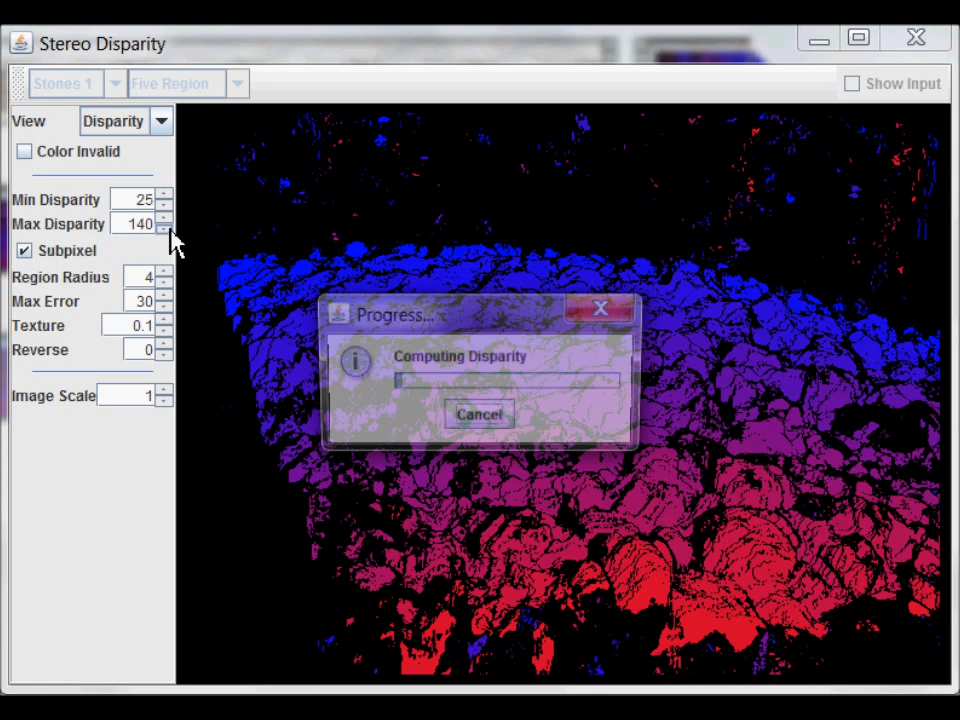 Stereo Disparity
Stones 1 Five Region Show Input
View Disparity
Color Invalid
Min Disparity 25
Max Disparity 140
Subpixel
Region Radius 4
Max Error 30
Texture 0.1
Reverse 0
Image Scale 1
Progress...
Computing Disparity
Cancel